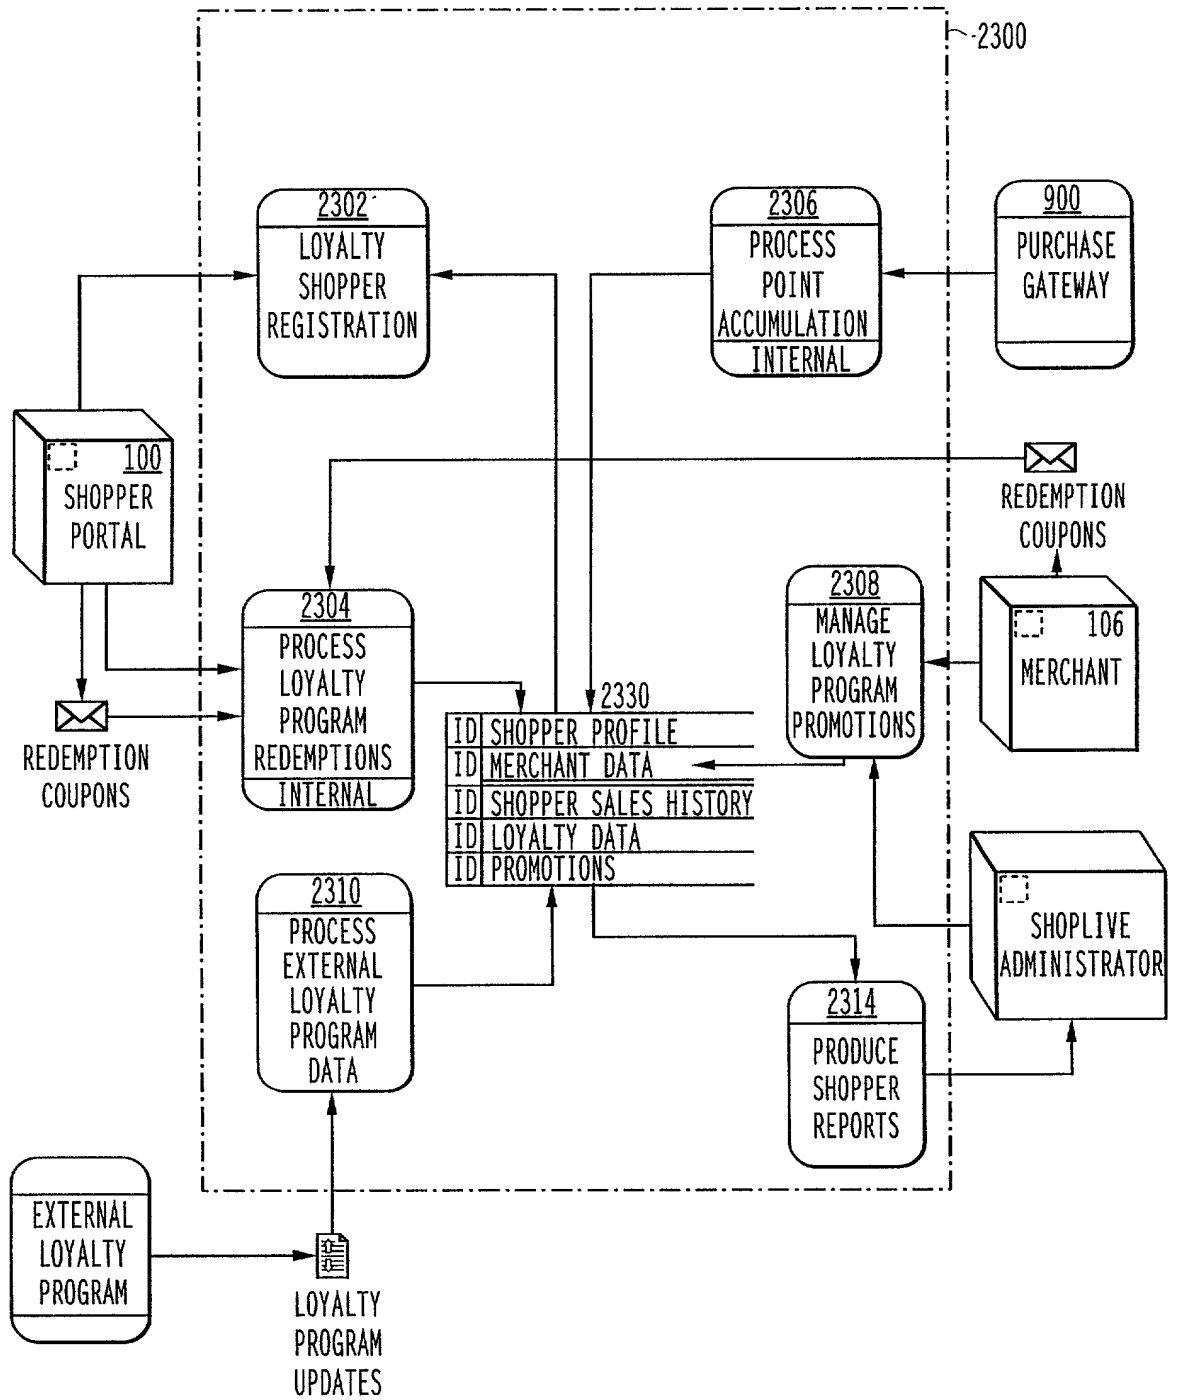 2300
2302
LOYALTY
SHOPPER
REGISTRATION
2306
PROCESS
POINT
ACCUMULATION
INTERNAL
900
PURCHASE
GATEWAY
100
SHOPPER
PORTAL
REDEMPTION
COUPONS
2304
PROCESS
LOYALTY
PROGRAM
REDEMPTIONS
INTERNAL
2308
MANAGE
LOYALTY
PROGRAM
PROMOTIONS
106
MERCHANT
REDEMPTION
COUPONS
2330
ID SHOPPER PROFILE
ID MERCHANT DATA
ID SHOPPER SALES HISTORY
ID LOYALTY DATA
ID PROMOTIONS
2310
PROCESS
EXTERNAL
LOYALTY
PROGRAM
DATA
SHOPLIVE
ADMINISTRATOR
2314
PRODUCE
SHOPPER
REPORTS
EXTERNAL
LOYALTY
PROGRAM
LOYALTY
PROGRAM
UPDATES